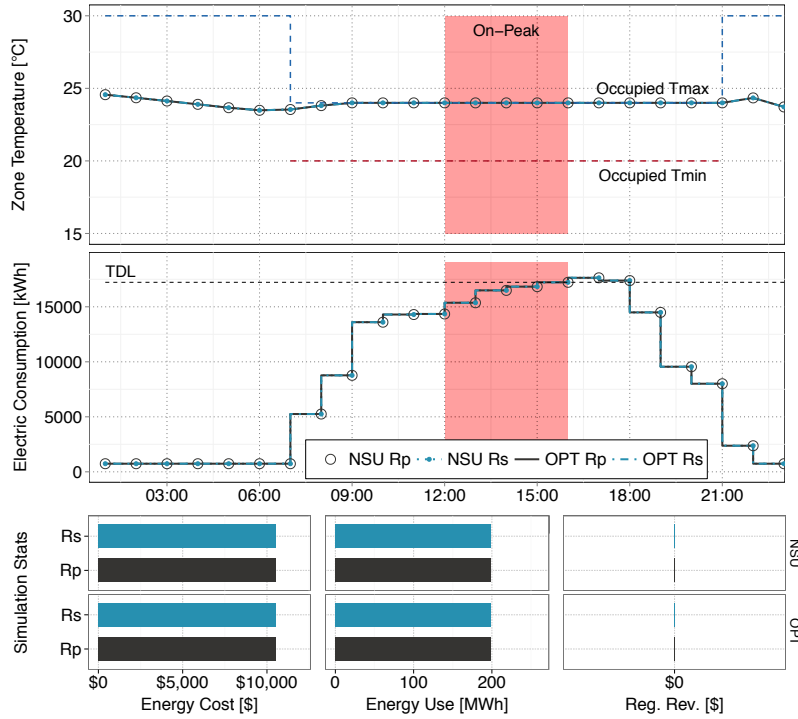 Zone Temperature [°C]
30
25
20
15
On−Peak
Occupied Tmax
Occupied Tmin
Electric Consumption [kWh]
15000
10000
5000
0
TDL
NSU Rp NSU Rs OPT Rp OPT Rs
03:00 06:00 09:00 12:00 15:00 18:00 21:00
Simulation Stats
Rs
Rp
NSU
Rs
Rp
OPT
$0 $5,000 $10,000
0 100 200
$0
Energy Cost [$]
Energy Use [MWh]
Reg. Rev. [$]